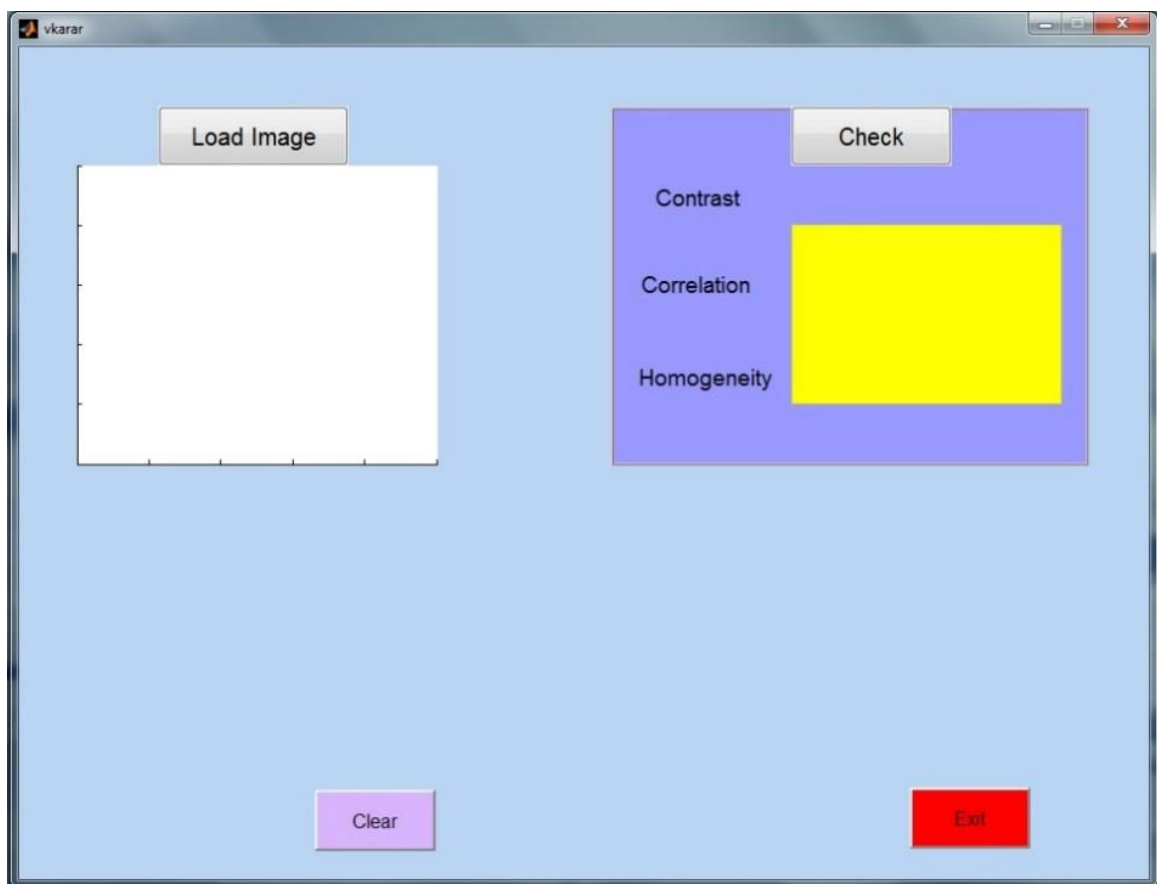 vkarar
Load Image
Check
Contrast
Correlation
Homogeneity
Clear
Exit